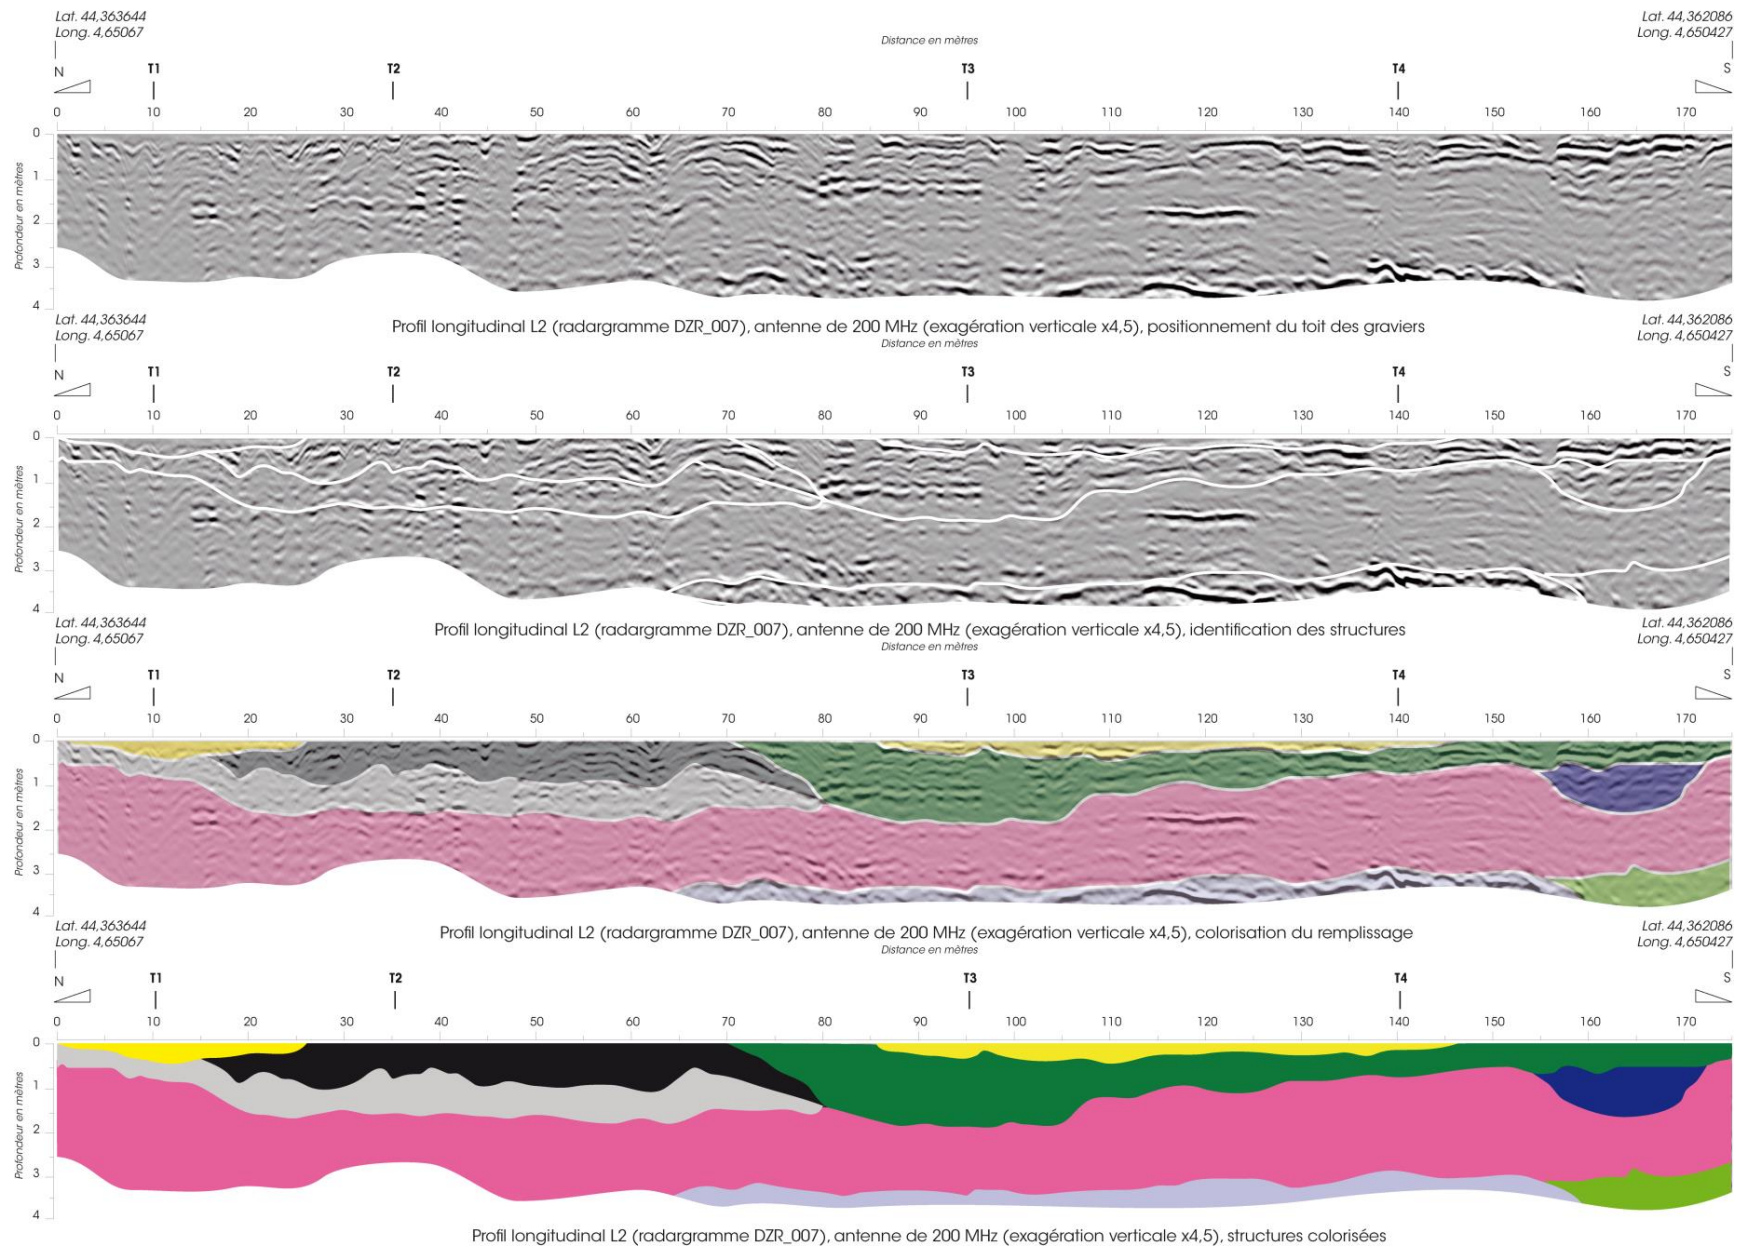 Lat. 44,363644 Lat. 44,362086
Long. 4,65067 Long. 4,650427
Distance en mètres
N T1 T2 T3 T4 S
0 10 20 30 40 50 60 70 80 90 100 110 120 130 140 150 160 170
Profondeur en mètres
0
1
2
3
4
Profil longitudinal L2 (radargramme DZR_007), antenne de 200 MHz (exagération verticale x4,5), positionnement du toit des graviers
Lat. 44,363644 Lat. 44,362086
Long. 4,65067 Long. 4,650427
Distance en mètres
N T1 T2 T3 T4 S
0 10 20 30 40 50 60 70 80 90 100 110 120 130 140 150 160 170
Profondeur en mètres
0
1
2
3
4
Profil longitudinal L2 (radargramme DZR_007), antenne de 200 MHz (exagération verticale x4,5), identification des structures
Lat. 44,363644 Lat. 44,362086
Long. 4,65067 Long. 4,650427
Distance en mètres
N T1 T2 T3 T4 S
0 10 20 30 40 50 60 70 80 90 100 110 120 130 140 150 160 170
Profondeur en mètres
0
1
2
3
4
Profil longitudinal L2 (radargramme DZR_007), antenne de 200 MHz (exagération verticale x4,5), colorisation du remplissage
Lat. 44,363644 Lat. 44,362086
Long. 4,65067 Long. 4,650427
Distance en mètres
N T1 T2 T3 T4 S
0 10 20 30 40 50 60 70 80 90 100 110 120 130 140 150 160 170
Profondeur en mètres
0
1
2
3
4
Profil longitudinal L2 (radargramme DZR_007), antenne de 200 MHz (exagération verticale x4,5), structures colorisées